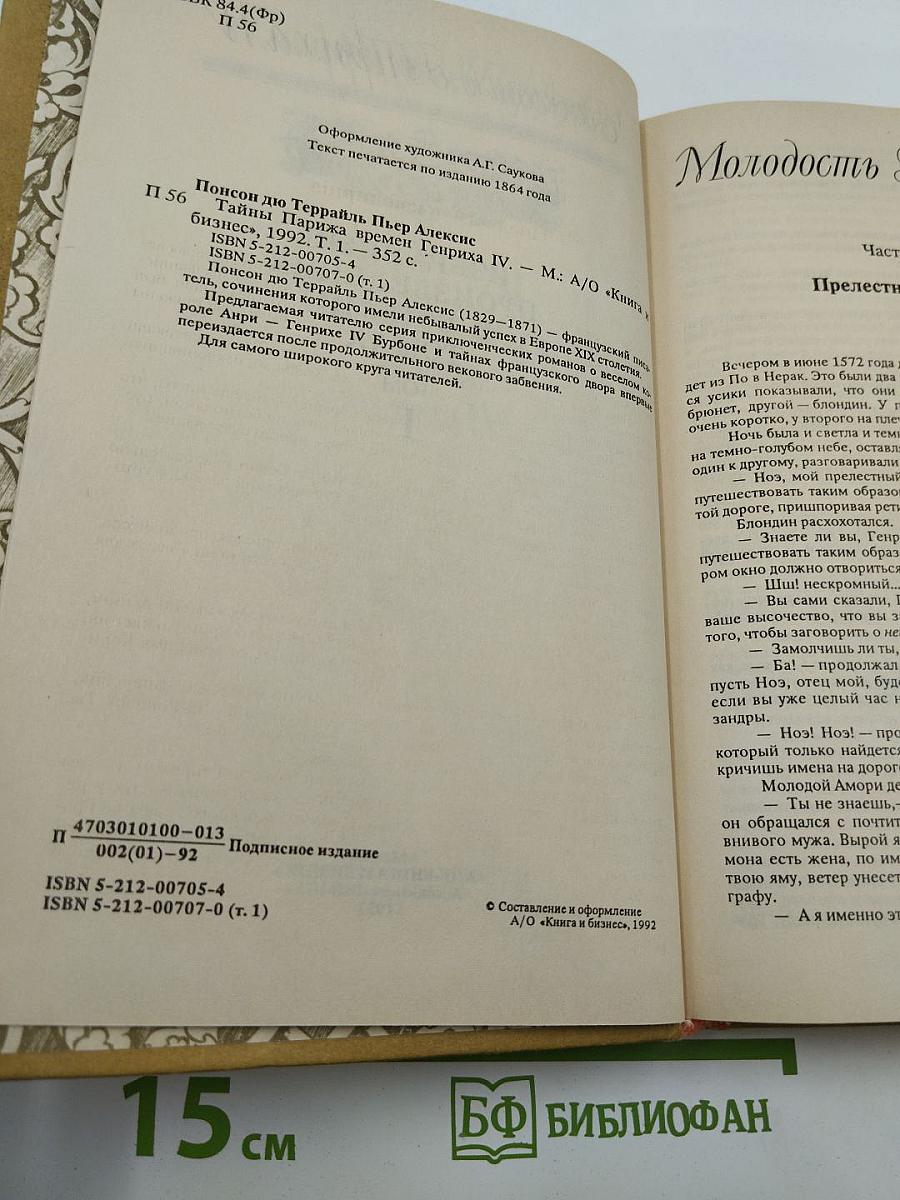 БК 84.4(Фр)
П 56
Оформление художника А.Г. Саукова
Текст печатается по изданию 1864 года
Понсон дю Террайль Пьер Алексис
П 56 Тайны Парижа времен Генриха IV. — М.: А/О «Книга и
бизнес», 1992. Т. 1. — 352 с.
ISBN 5-212-00705-4
ISBN 5-212-00707-0 (т. 1)
Понсон дю Террайль Пьер Алексис (1829—1871) — французский писа-
тель, сочинения которого имели небывалый успех в Европе XIX столетия.
Предлагаемая читателю серия приключенческих романов о веселом ко-
роле Анри — Генрихе IV Бурбоне и тайнах французского двора впервые
переиздается после продолжительного векового забвения.
Для самого широкого круга читателей.
П 4703010100—013
002(01)—92 Подписное издание
ISBN 5-212-00705-4
ISBN 5-212-00707-0 (т. 1)
© Составление и оформление
А/О «Книга и бизнес», 1992
Молодость
Част
Прелестн
Вечером в июне 1572 года д
дет из По в Нерак. Это были два
ся усики показывали, что они
брюнет, другой — блондин. У п
очень коротко, у второго на плеч
Ночь была и светла и темн
на темно-голубом небе, оставля
один к другому, разговаривали
— Ноэ, мой прелестный
путешествовать таким образо
той дороге, пришпоривая рети
Блондин расхохотался.
— Знаете ли вы, Генр
путешествовать таким образ
ром окно должно отвориться
— Шш! нескромный...
— Вы сами сказали, Г
ваше высочество, что вы з
того, чтобы заговорить о не
— Замолчишь ли ты,
— Ба! — продолжал
пусть Ноэ, отец мой, буд
если вы уже целый час н
зандры.
— Ноэ! Ноэ! — про
который только найдется
кричишь имена на дорог
Молодой Амори де
— Ты не знаешь,—
он обращался с почтит
внивого мужа. Вырой я
мона есть жена, по им
твою яму, ветер унесет
графу.
— А я именно эт
15 см
БФ БИБЛИОФАН